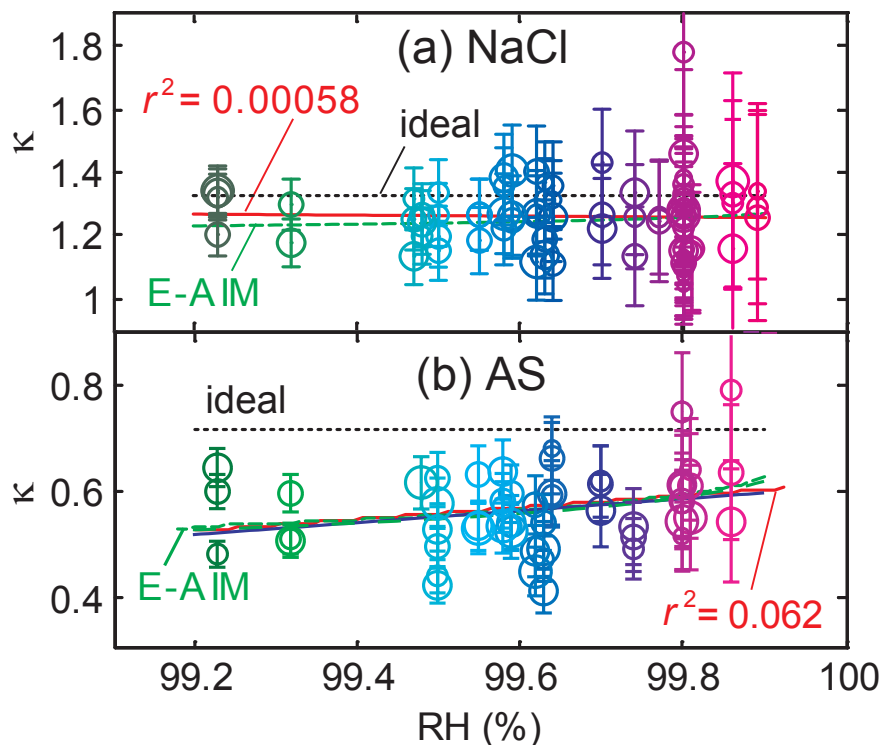 1.8
(a) NaCl
1.6
r² = 0.00058
ideal
κ
1.4
1.2
E-AIM
1
(b) AS
0.8
ideal
κ
0.6
E-AIM
r² = 0.062
0.4
99.2 99.4 99.6 99.8 100
RH (%)